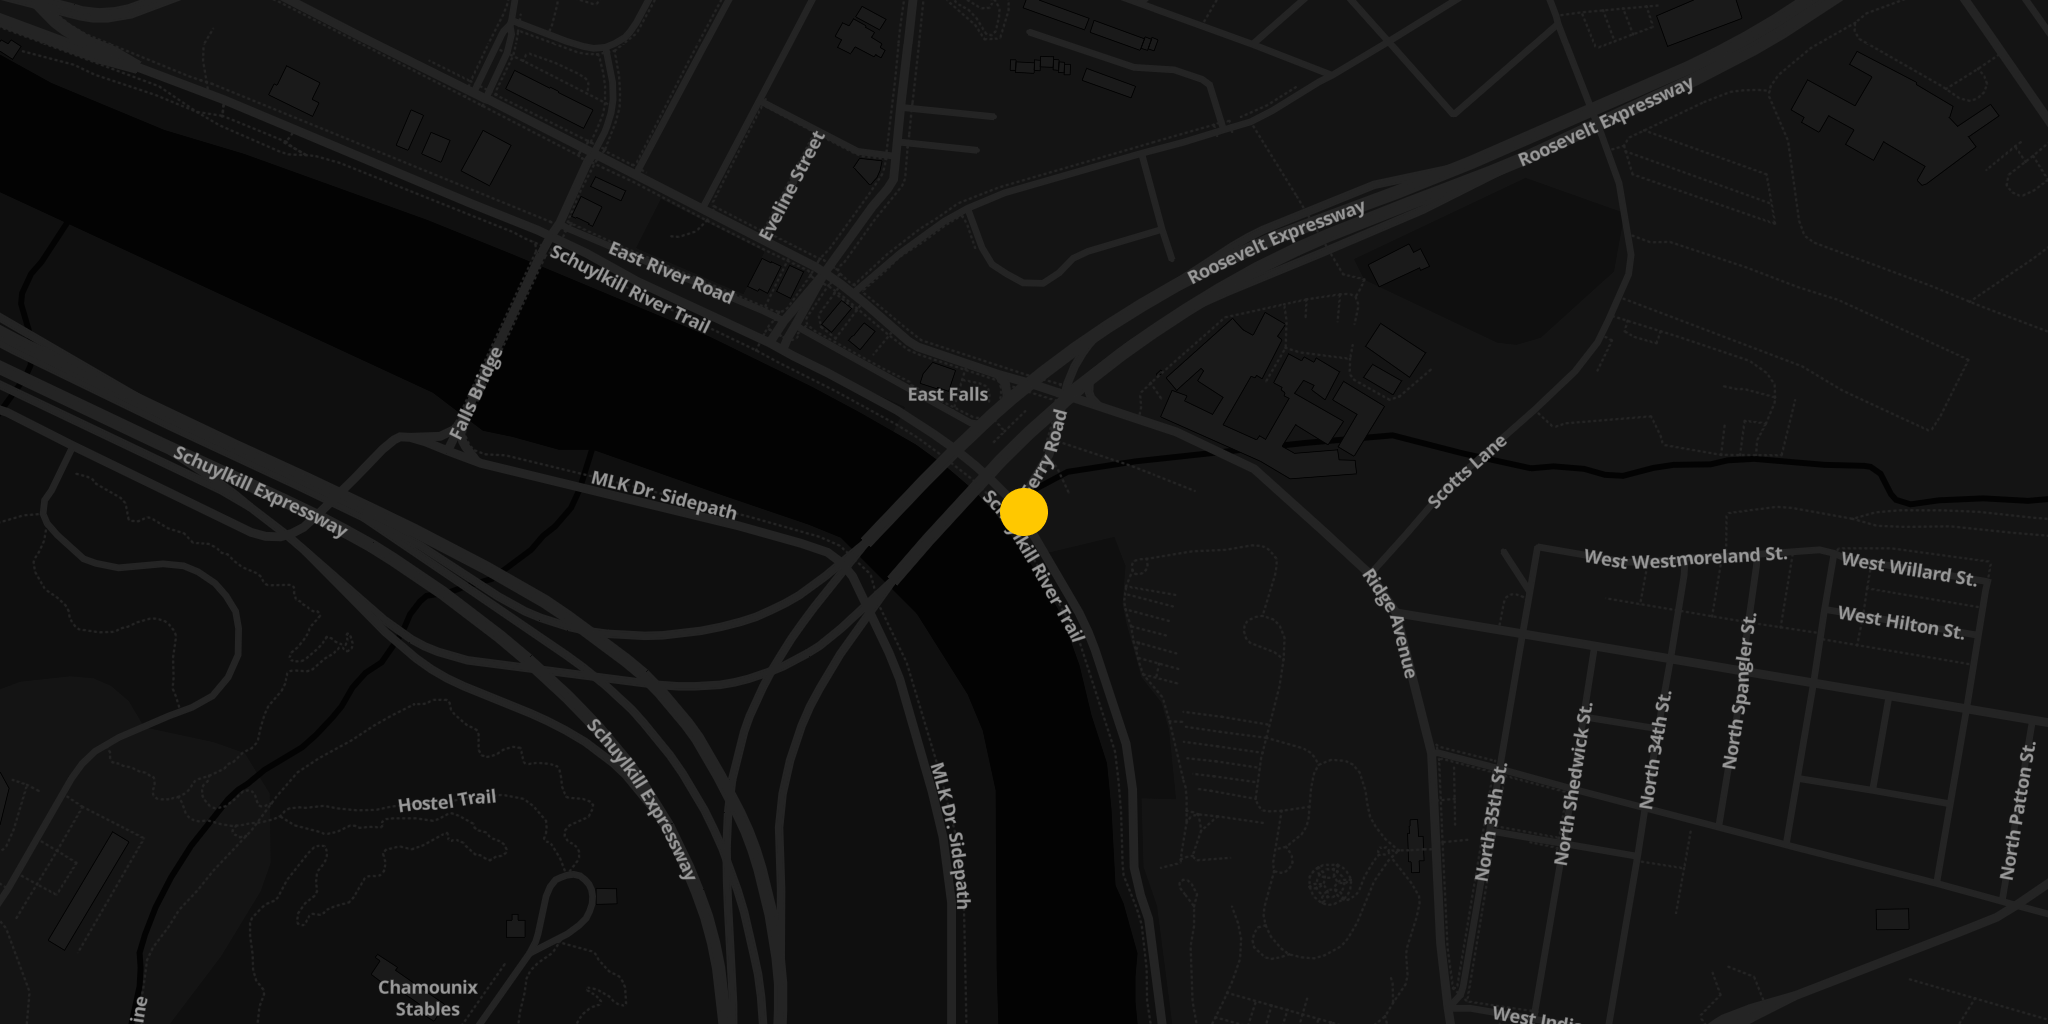 Roosevelt Expressway
Eveline Street
Roosevelt Expressway
East River Road
Schuylkill River Trail
Falls Bridge
East Falls
Scotts Lane
Schuylkill Expressway
MLK Dr. Sidepath
Schuylkill River Trail
West Westmoreland St.
West Willard St.
West Hilton St.
Ridge Avenue
North Spangler St.
North 34th St.
North Shedwick St.
North 35th St.
North Patton St.
Schuylkill Expressway
MLK Dr. Sidepath
Hostel Trail
Chamounix
Stables